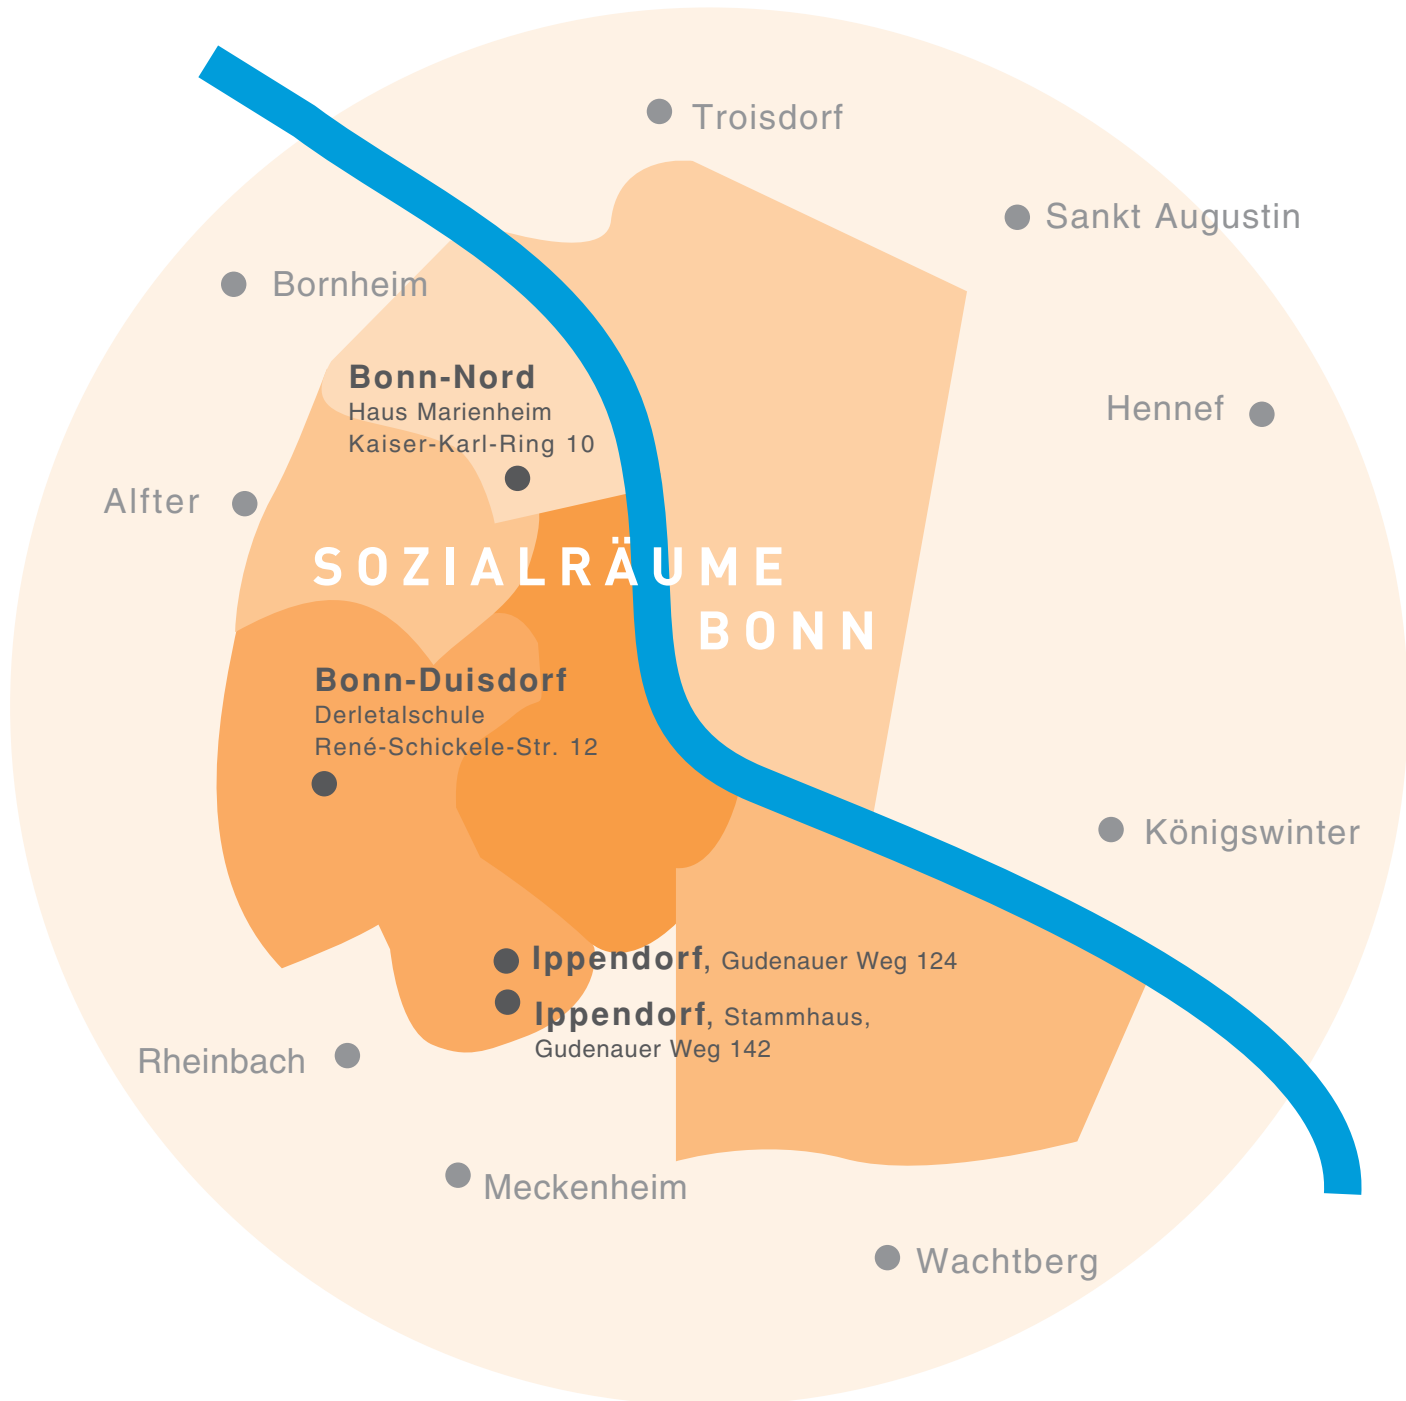 Troisdorf
Sankt Augustin
Bornheim
Bonn-Nord
Haus Marienheim
Kaiser-Karl-Ring 10
Hennef
Alfter
SOZIALRÄUME
BONN
Bonn-Duisdorf
Derletalschule
René-Schickele-Str. 12
Königswinter
Ippendorf, Gudenauer Weg 124
Ippendorf, Stammhaus,
Gudenauer Weg 142
Rheinbach
Meckenheim
Wachtberg